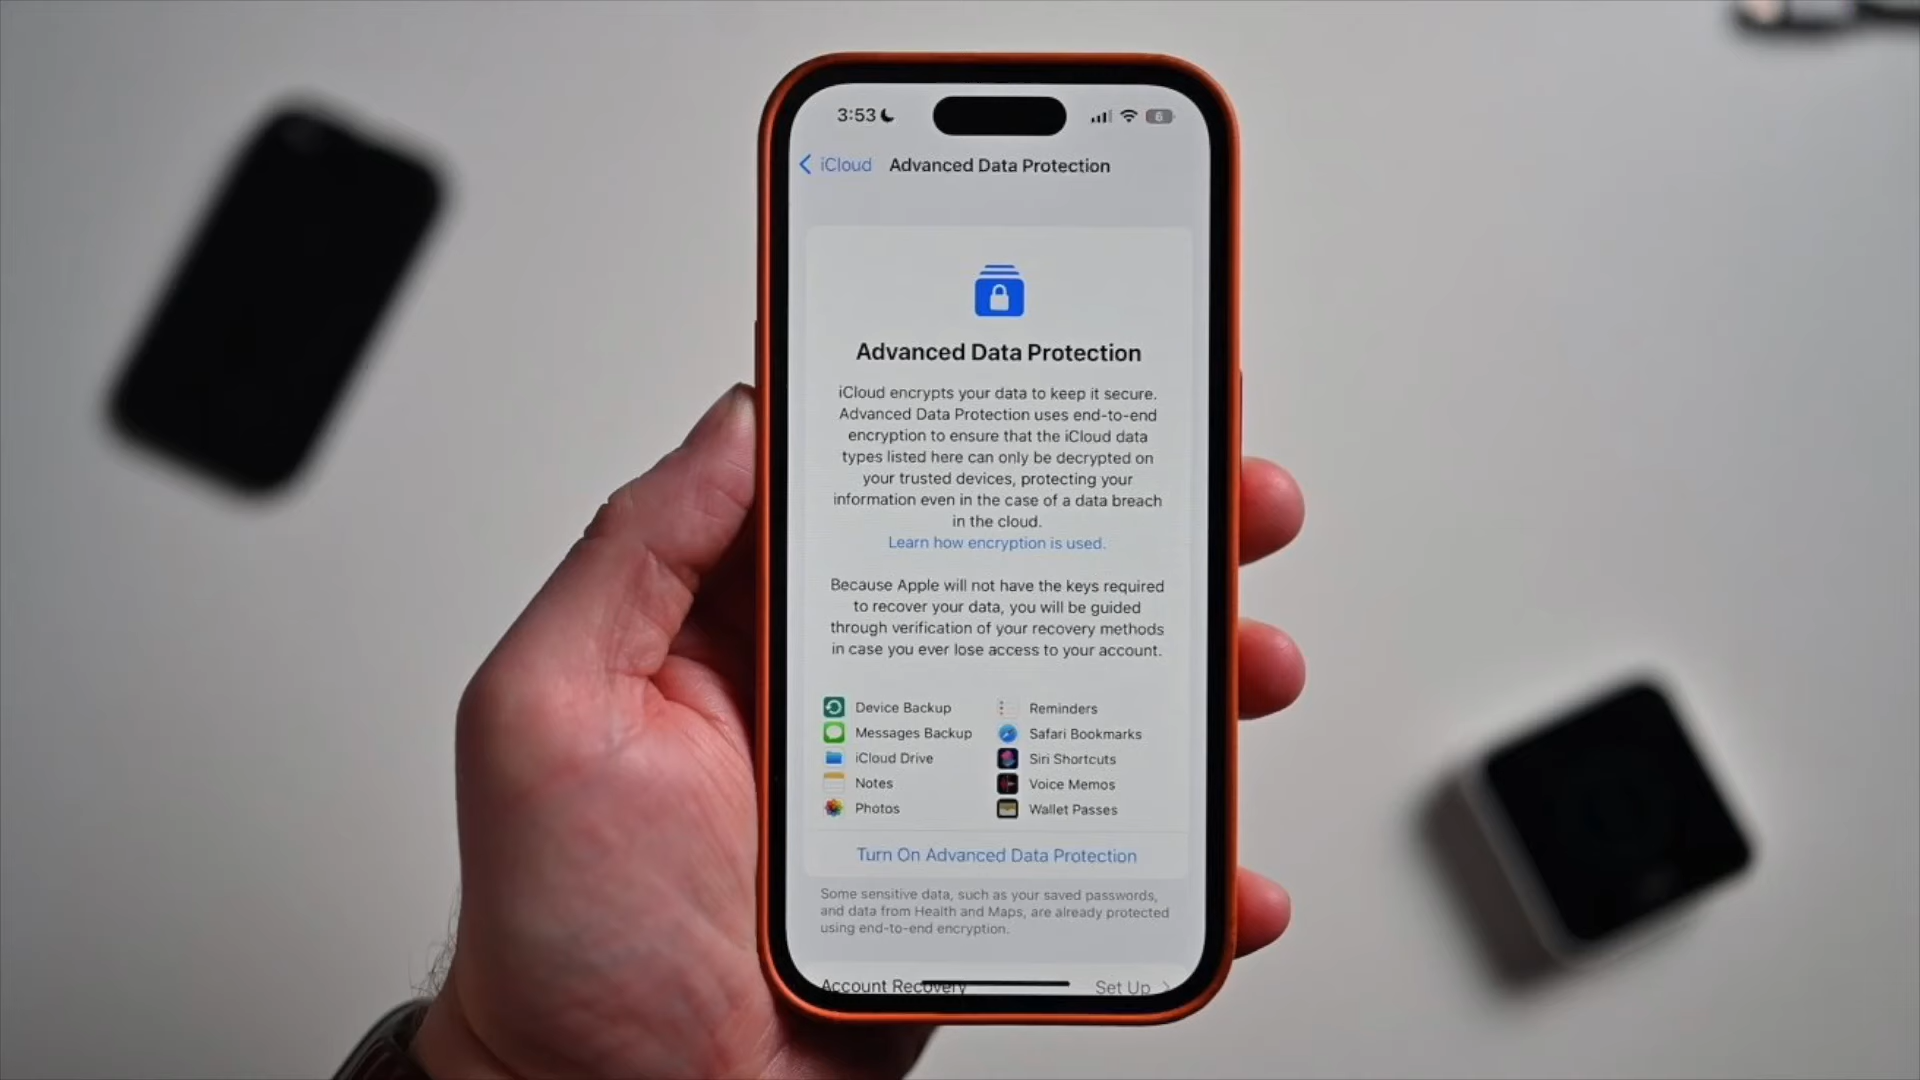 3:53
6
iCloud
Advanced Data Protection
Advanced Data Protection
iCloud encrypts your data to keep it secure.
Advanced Data Protection uses end-to-end
encryption to ensure that the iCloud data
types listed here can only be decrypted on
your trusted devices, protecting your
information even in the case of a data breach
in the cloud.
Learn how encryption is used.
Because Apple will not have the keys required
to recover your data, you will be guided
through verification of your recovery methods
in case you ever lose access to your account.
Device Backup
Messages Backup
iCloud Drive
Notes
Photos
Reminders
Safari Bookmarks
Siri Shortcuts
Voice Memos
Wallet Passes
Turn On Advanced Data Protection
Some sensitive data, such as your saved passwords,
and data from Health and Maps, are already protected
using end-to-end encryption.
Account Recovery
Set Up